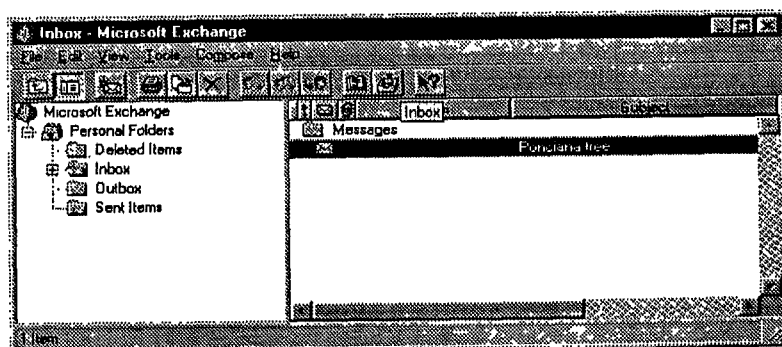 Inbox - Microsoft Exchange
File Edit View Tools Compose Help
Microsoft Exchange
Personal Folders
Deleted Items
Inbox
Outbox
Sent Items
Inbox
Subject
Messages
Poinciana tree
1 Item